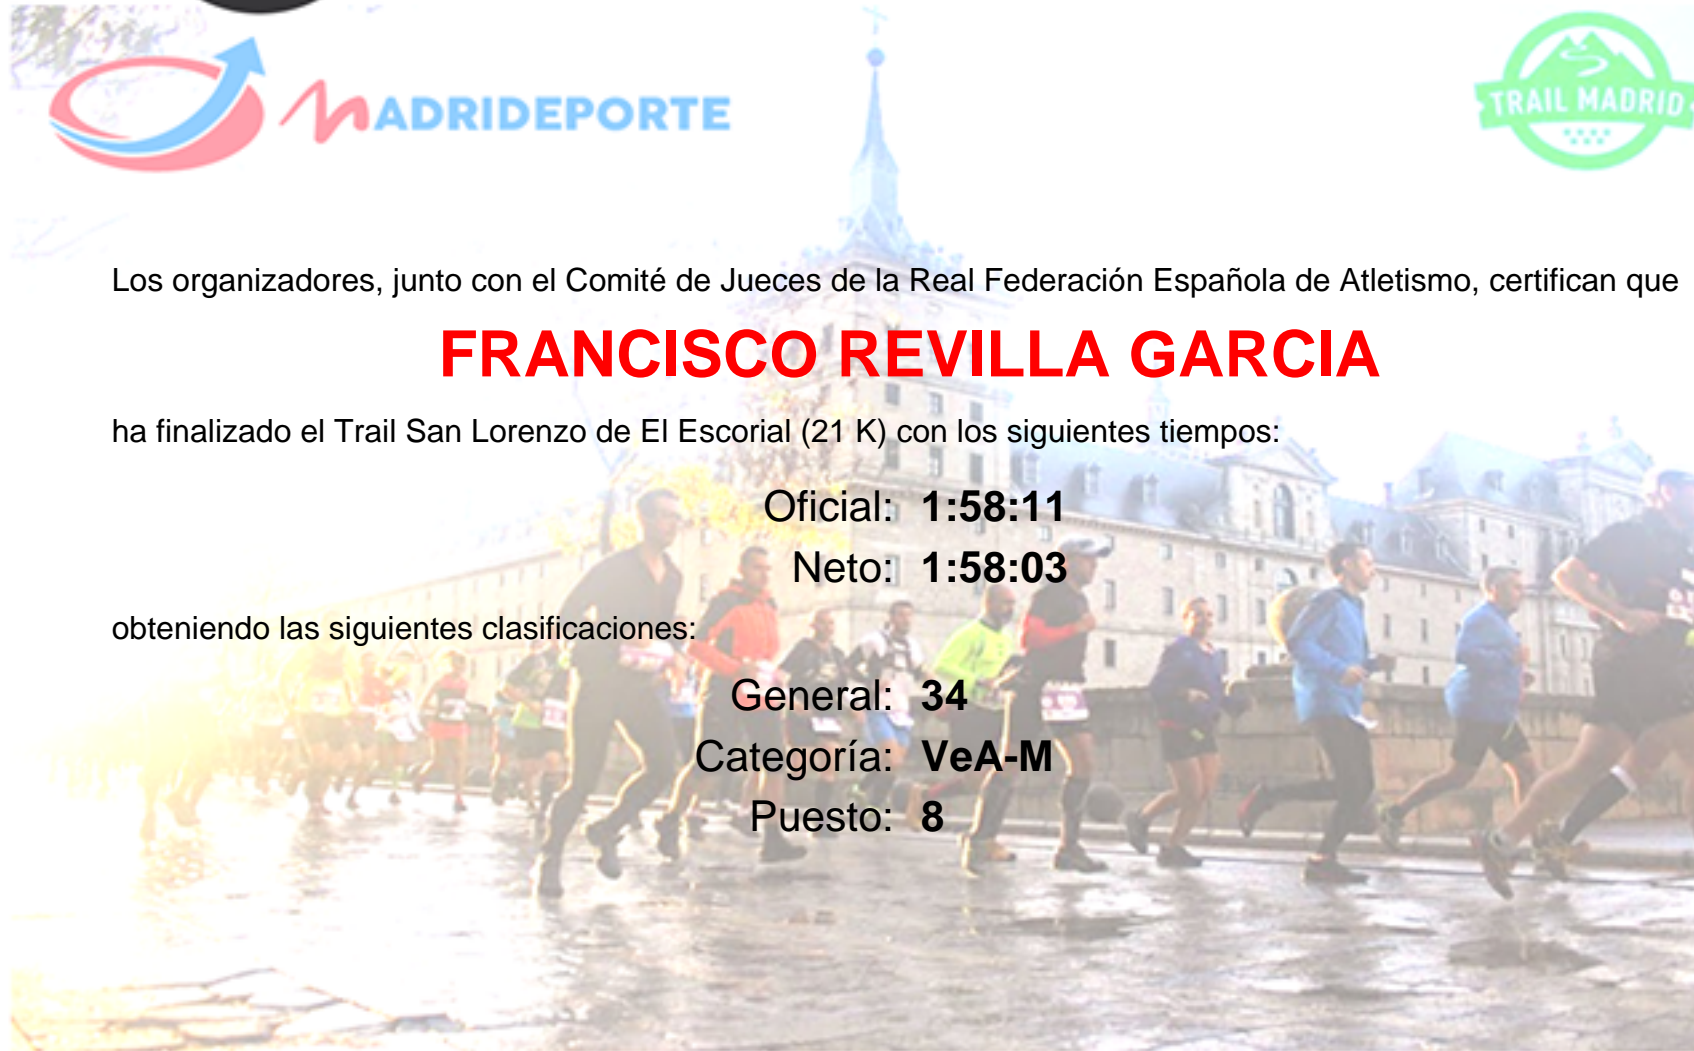 MADRIDEPORTE
TRAIL MADRID
Los organizadores, junto con el Comité de Jueces de la Real Federación Española de Atletismo, certifican que
FRANCISCO REVILLA GARCIA
ha finalizado el Trail San Lorenzo de El Escorial (21 K) con los siguientes tiempos:
Oficial: 1:58:11
Neto: 1:58:03
obteniendo las siguientes clasificaciones:
General: 34
Categoría: VeA-M
Puesto: 8